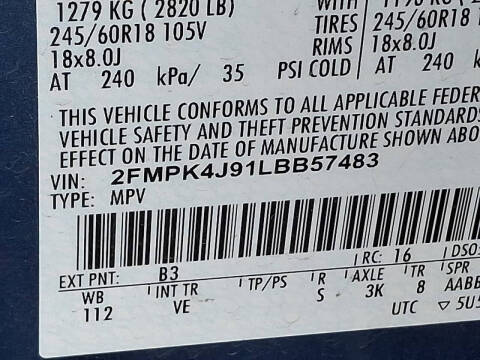 1279 KG ( 2820 LB) WITH
245/60R18 105V TIRES 245/60R18
18x8.0J RIMS 18x8.0J
AT 240 kPa/ 35 PSI COLD AT 240
THIS VEHICLE CONFORMS TO ALL APPLICABLE
VEHICLE SAFETY AND THEFT PREVENTION STANDARDS
EFFECT ON THE DATE OF MANUFACTURE SHOWN
VIN: 2FMPK4J91LBB57483
TYPE: MPV
EXT PNT: B3 RC: 16 DSO:
WB INT TR TP/PS R AXLE TR SPR
112 VE S 3K 8 AABB
UTC ▽ 5U5